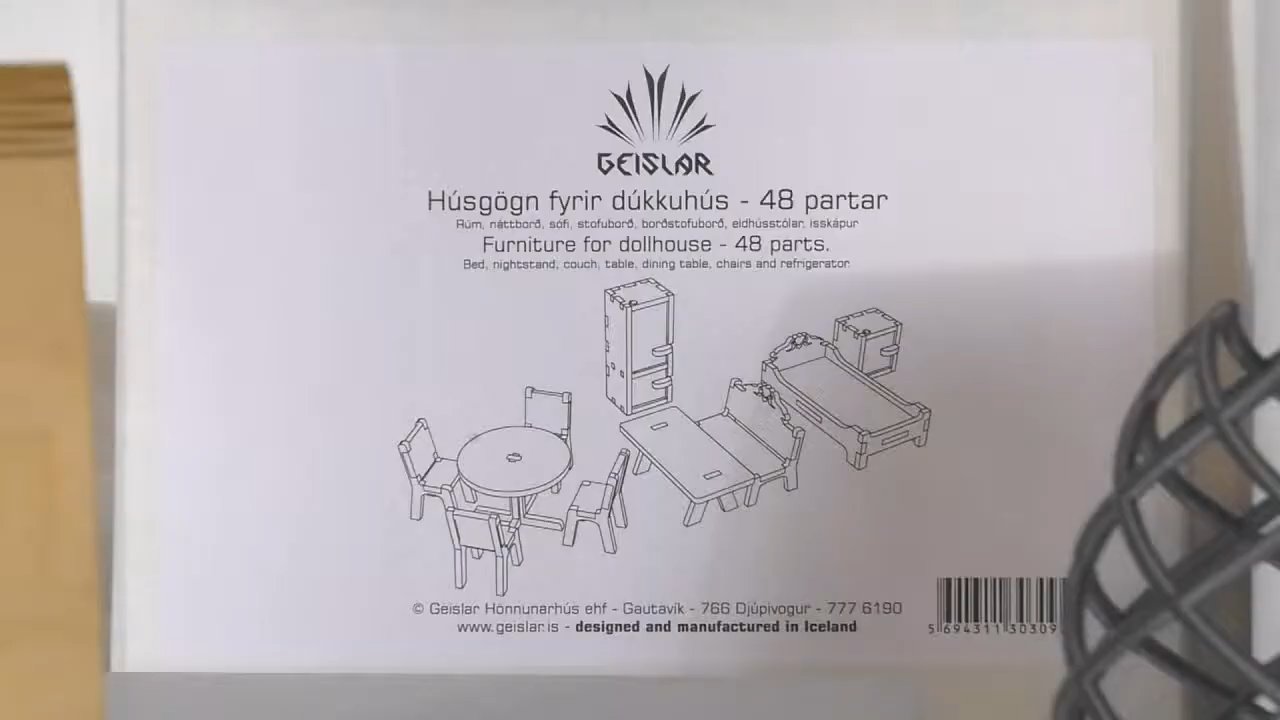 GEISLAR
Húsgögn fyrir dúkkuhús - 48 partar
Rúm, náttborð, sófi, stofuborð, borðstofuborð, eldhússtólar, ísskápur
Furniture for dollhouse - 48 parts.
Bed, nightstand, couch, table, dining table, chairs and refrigerator.
© Geislar Hönnunarhús ehf - Gautavík - 766 Djúpivogur - 777 6190
www.geislar.is - designed and manufactured in Iceland
5 694311 30309